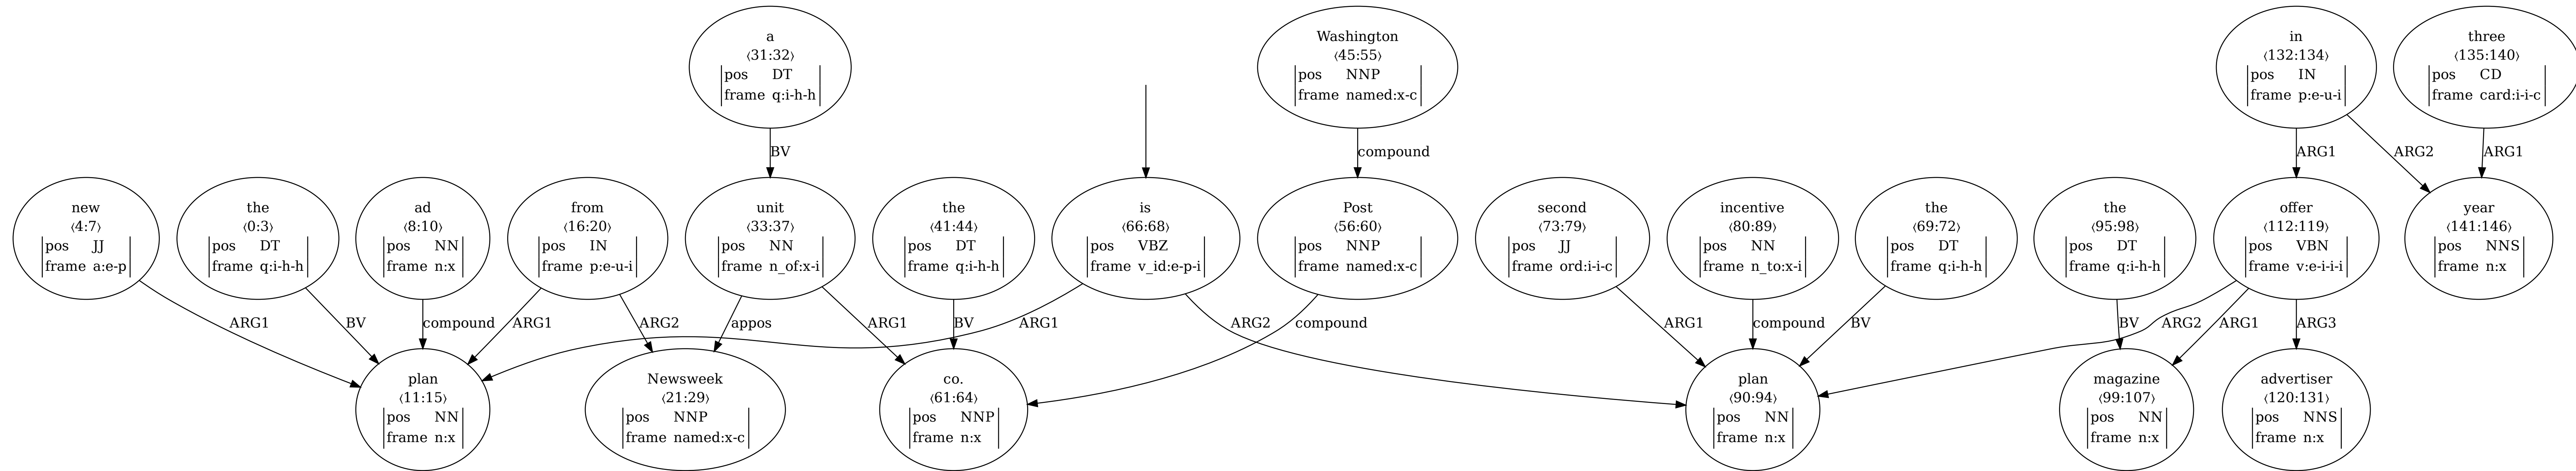 a
⟨31:32⟩
pos DT
frame q:i-h-h
Washington
⟨45:55⟩
pos NNP
frame named:x-c
in
⟨132:134⟩
pos IN
frame p:e-u-i
three
⟨135:140⟩
pos CD
frame card:i-i-c
BV
compound
ARG1
ARG2
ARG1
new
⟨4:7⟩
pos JJ
frame a:e-p
the
⟨0:3⟩
pos DT
frame q:i-h-h
ad
⟨8:10⟩
pos NN
frame n:x
from
⟨16:20⟩
pos IN
frame p:e-u-i
unit
⟨33:37⟩
pos NN
frame n_of:x-i
the
⟨41:44⟩
pos DT
frame q:i-h-h
is
⟨66:68⟩
pos VBZ
frame v_id:e-p-i
Post
⟨56:60⟩
pos NNP
frame named:x-c
second
⟨73:79⟩
pos JJ
frame ord:i-i-c
incentive
⟨80:89⟩
pos NN
frame n_to:x-i
the
⟨69:72⟩
pos DT
frame q:i-h-h
the
⟨95:98⟩
pos DT
frame q:i-h-h
offer
⟨112:119⟩
pos VBN
frame v:e-i-i-i
year
⟨141:146⟩
pos NNS
frame n:x
ARG1
BV
compound
ARG1
ARG2
appos
ARG1
BV
ARG1
ARG2
compound
ARG1
compound
BV
BV
ARG2
ARG1
ARG3
plan
⟨11:15⟩
pos NN
frame n:x
Newsweek
⟨21:29⟩
pos NNP
frame named:x-c
co.
⟨61:64⟩
pos NNP
frame n:x
plan
⟨90:94⟩
pos NN
frame n:x
magazine
⟨99:107⟩
pos NN
frame n:x
advertiser
⟨120:131⟩
pos NNS
frame n:x